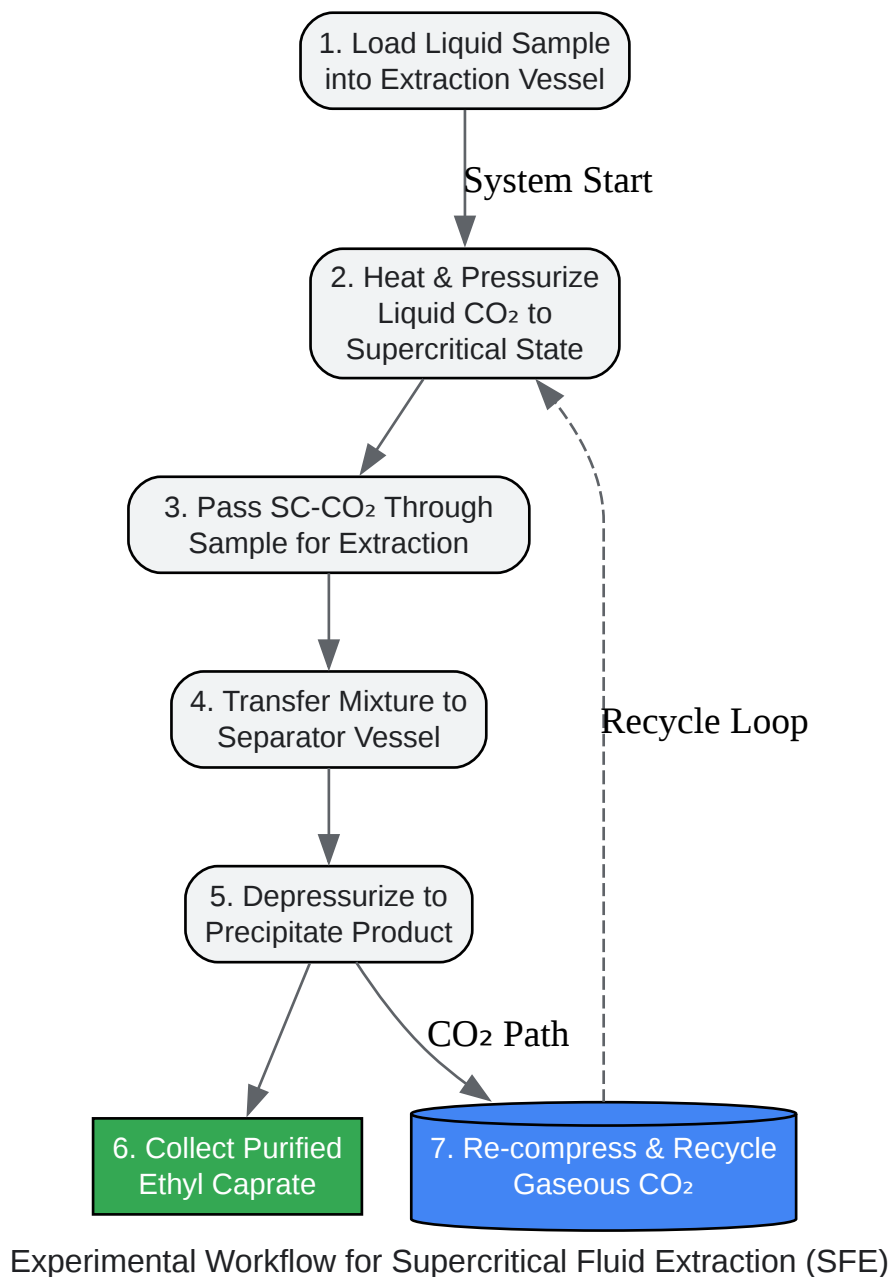 1. Load Liquid Sample
into Extraction Vessel
System Start
2. Heat & Pressurize
Liquid CO₂ to
Supercritical State
3. Pass SC-CO₂ Through
Sample for Extraction
4. Transfer Mixture to
Separator Vessel
Recycle Loop
5. Depressurize to
Precipitate Product
CO₂ Path
6. Collect Purified
Ethyl Caprate
7. Re-compress & Recycle
Gaseous CO₂
Experimental Workflow for Supercritical Fluid Extraction (SFE)